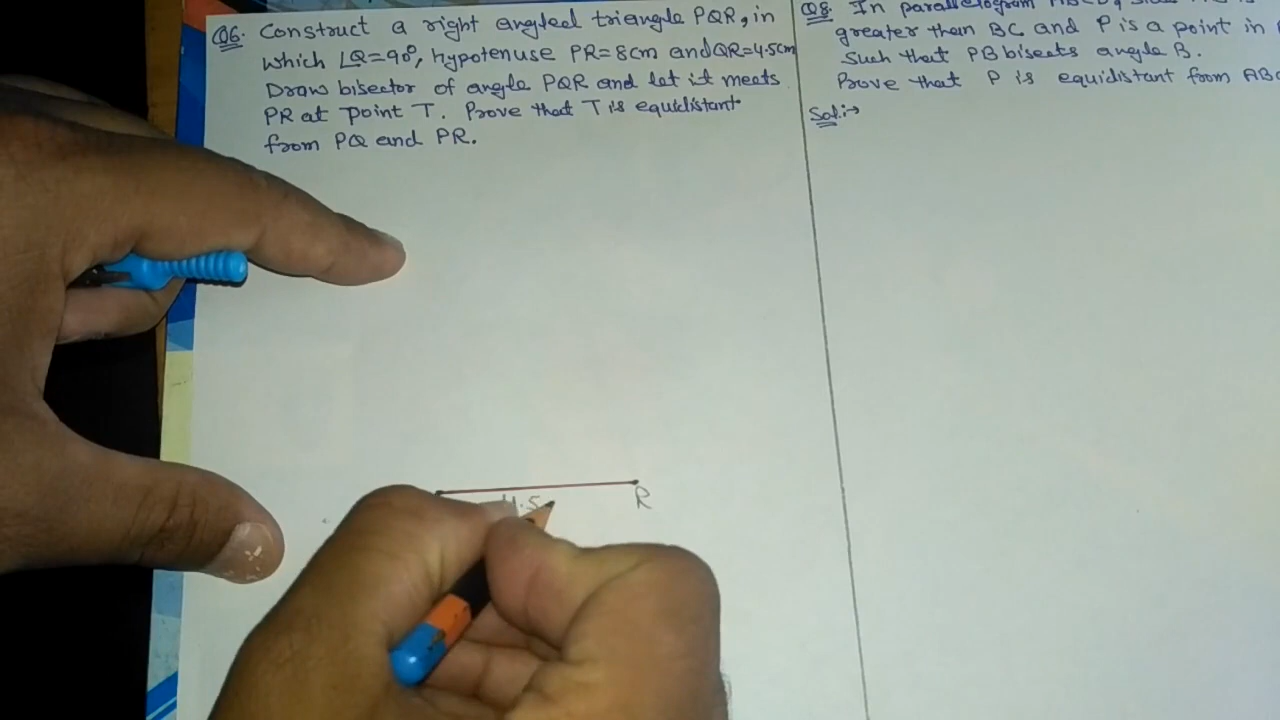 Q6. Construct a right angled triangle PQR, in
which ∠Q=90°, hypotenuse PR=8cm and QR=4.5cm
Draw bisector of angle PQR and let it meets
PR at point T. Prove that T is equidistant
from PQ and PR.
Q8. In parallelogram
greater than BC and P is a point in
Such that PB bisects angle B.
Prove that P is equidistant from AB
Sol:→
4.5
R